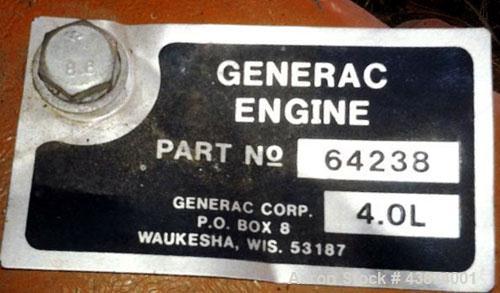 8.8
GENERAC
ENGINE
PART NO 64238
GENERAC CORP. 4.0L
P.O. BOX 8
WAUKESHA, WIS. 53187